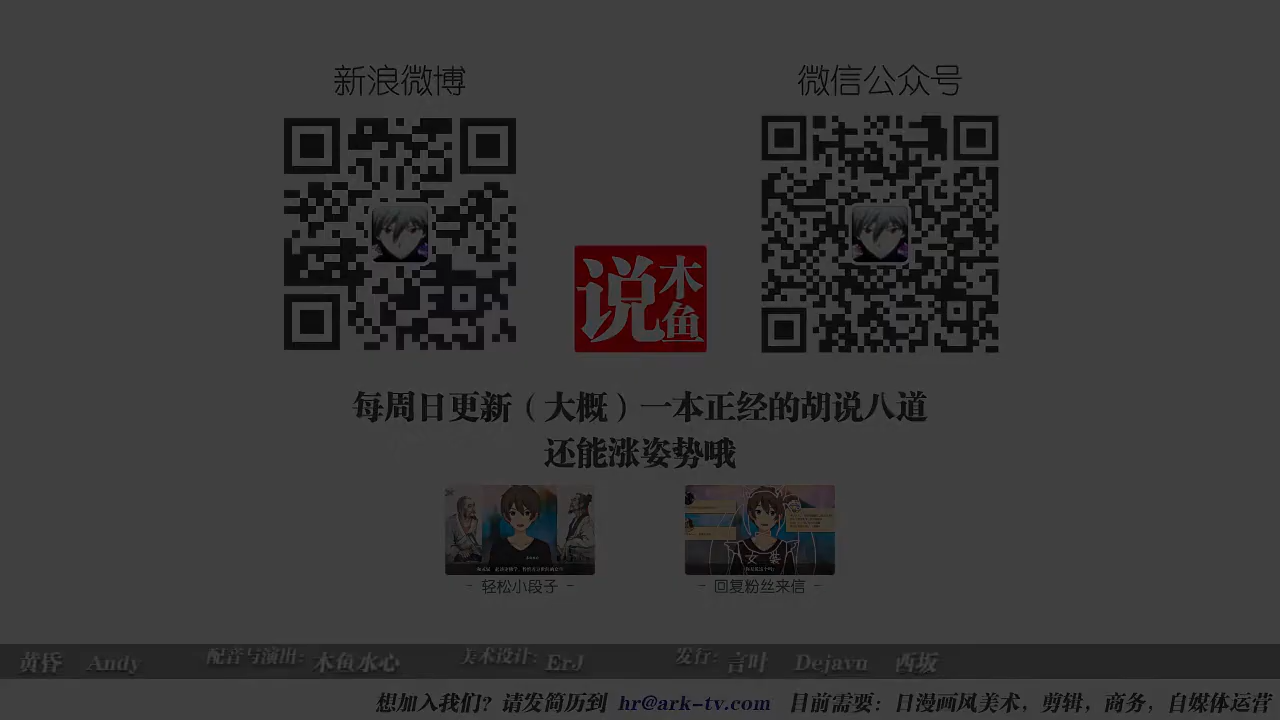 新浪微博
微信公众号
说木鱼
每周日更新（大概）一本正经的胡说八道
还能涨姿势哦
女装
- 轻松小段子 -
- 回复粉丝来信 -
黄昏 Andy 配音与演出: 木鱼水心 美术设计: ErJ 发行: 言叶 Dejavu 西坂
想加入我们？请发简历到 hr@ark-tv.com 目前需要：日漫画风美术，剪辑，商务，自媒体运营